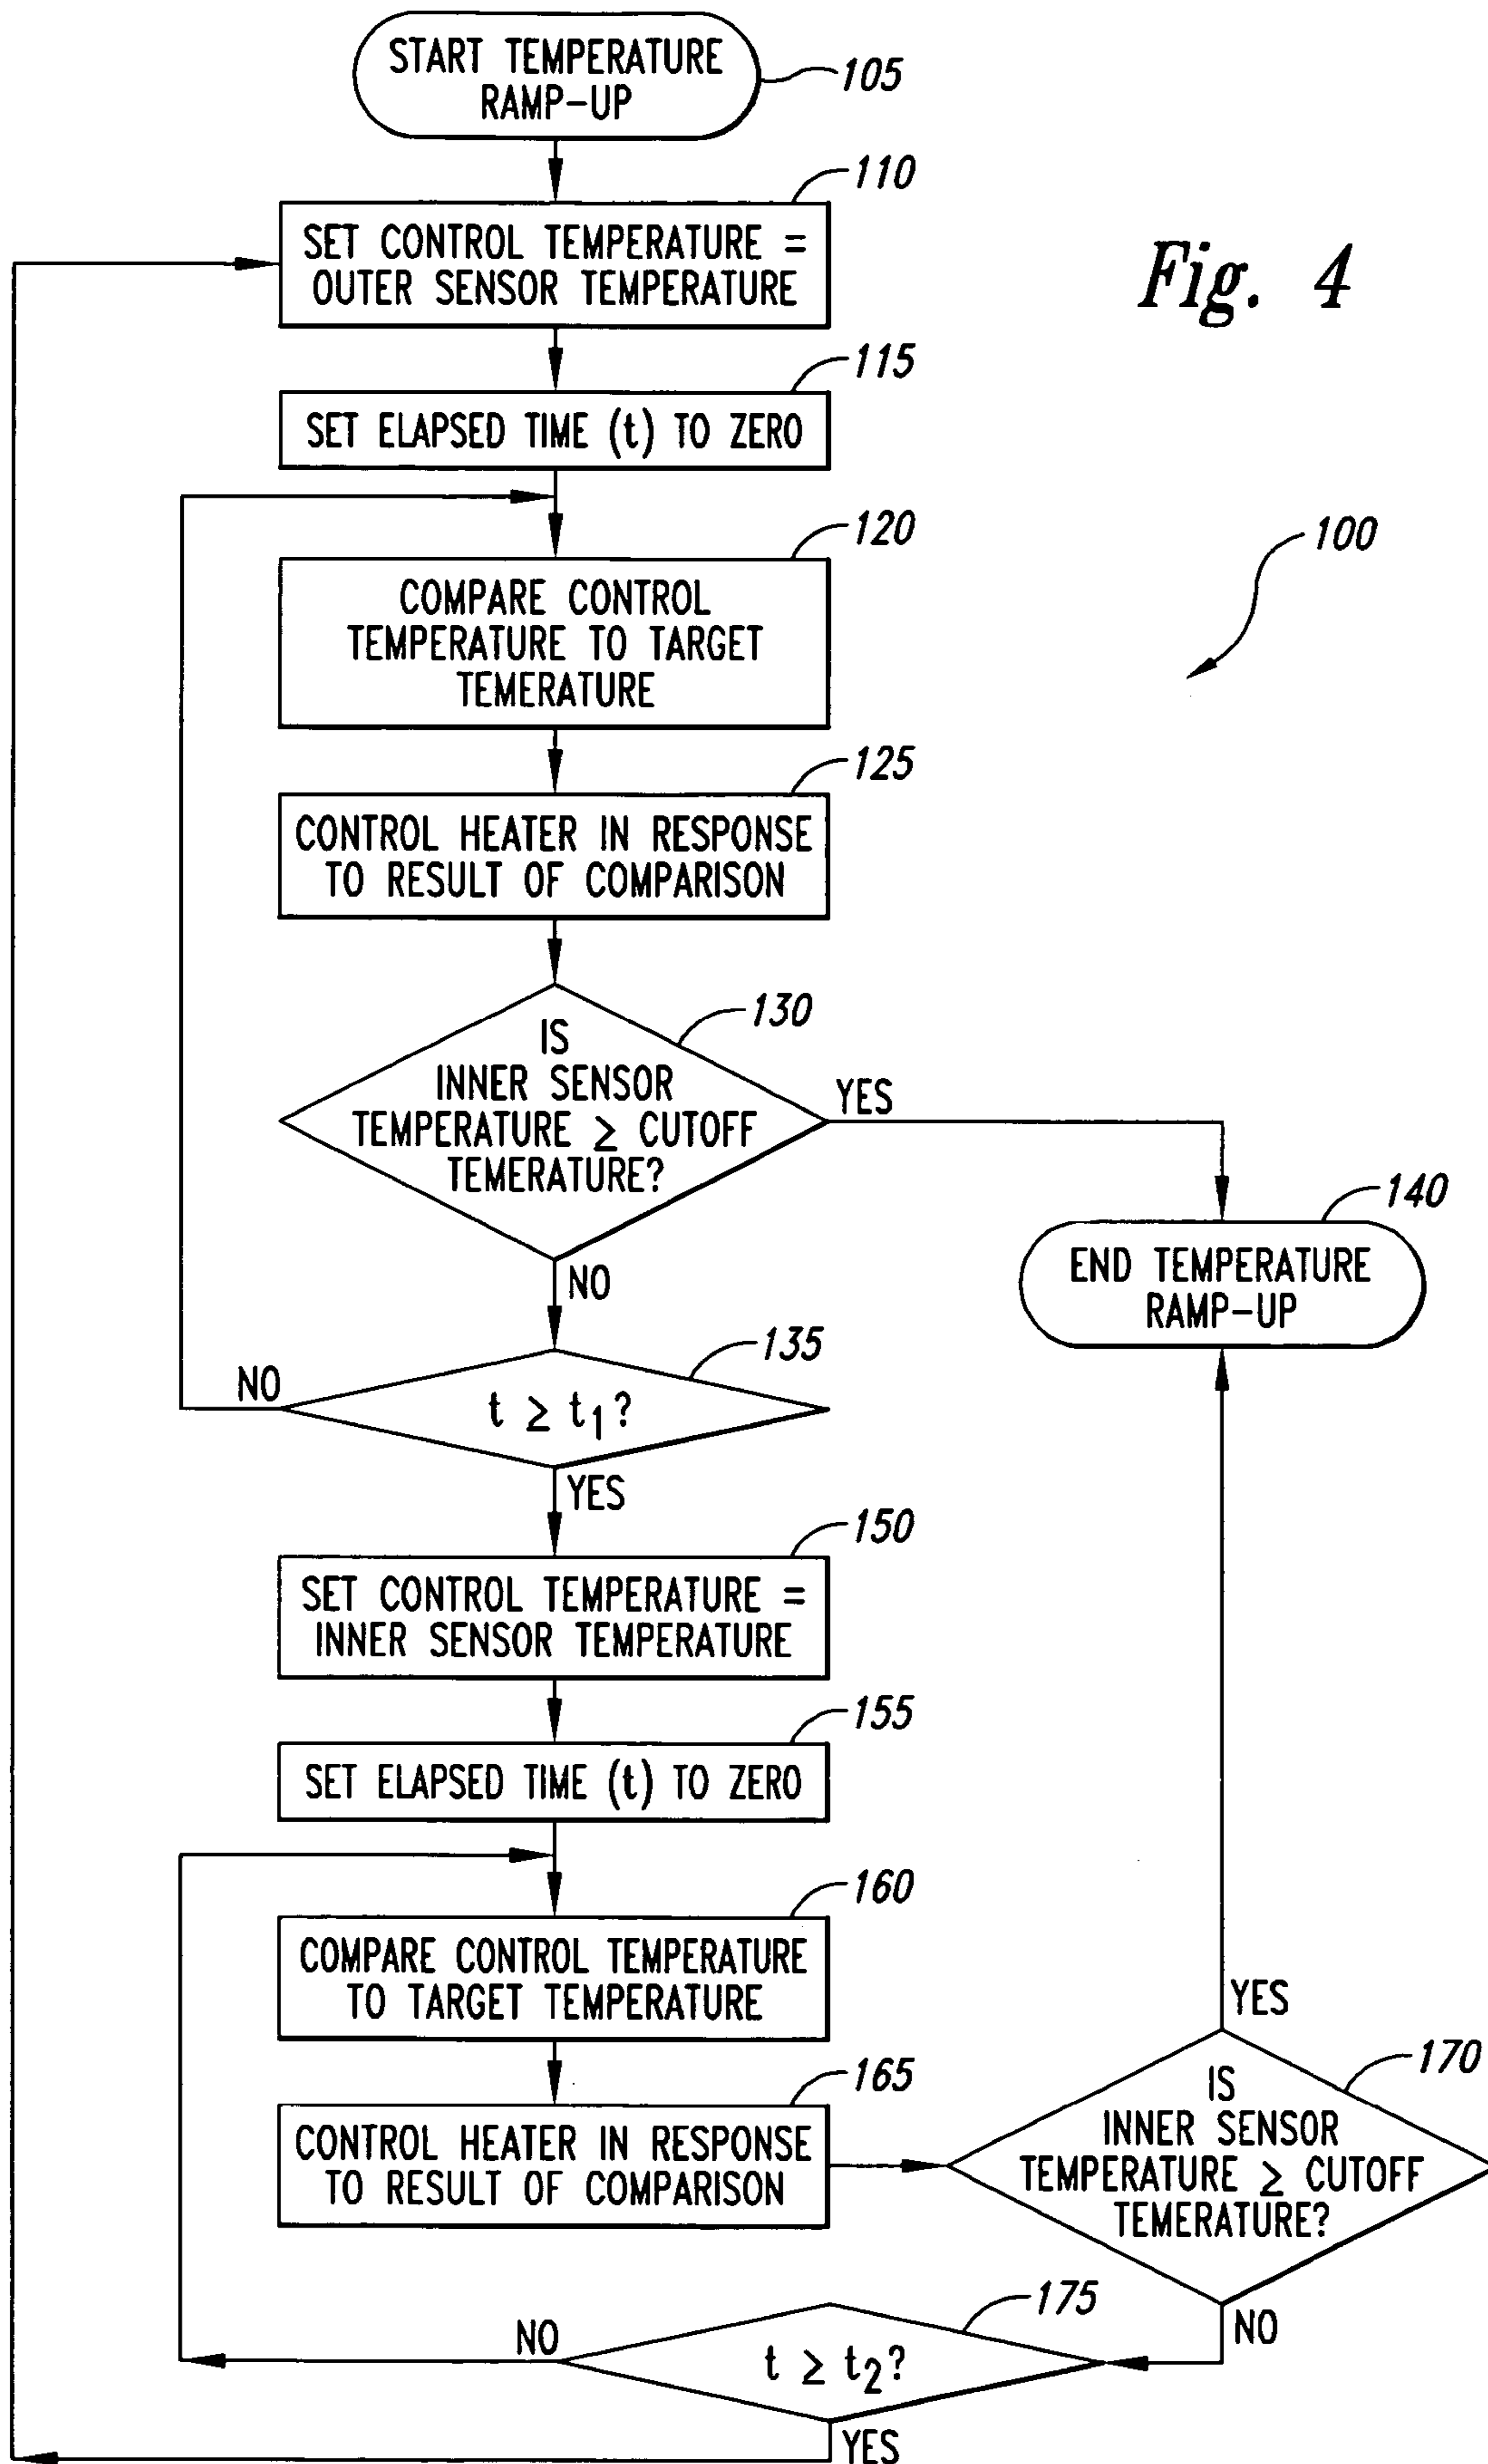 START TEMPERATURE
RAMP-UP
105
110
SET CONTROL TEMPERATURE =
OUTER SENSOR TEMPERATURE
Fig. 4
115
SET ELAPSED TIME (t) TO ZERO
120
100
COMPARE CONTROL
TEMPERATURE TO TARGET
TEMERATURE
125
CONTROL HEATER IN RESPONSE
TO RESULT OF COMPARISON
130
IS
INNER SENSOR
TEMPERATURE ≥ CUTOFF
TEMERATURE?
YES
NO
140
END TEMPERATURE
RAMP-UP
135
NO
t ≥ t1?
YES
150
SET CONTROL TEMPERATURE =
INNER SENSOR TEMPERATURE
155
SET ELAPSED TIME (t) TO ZERO
160
COMPARE CONTROL TEMPERATURE
TO TARGET TEMPERATURE
165
CONTROL HEATER IN RESPONSE
TO RESULT OF COMPARISON
YES
170
IS
INNER SENSOR
TEMPERATURE ≥ CUTOFF
TEMERATURE?
NO
175
NO
t ≥ t2?
YES